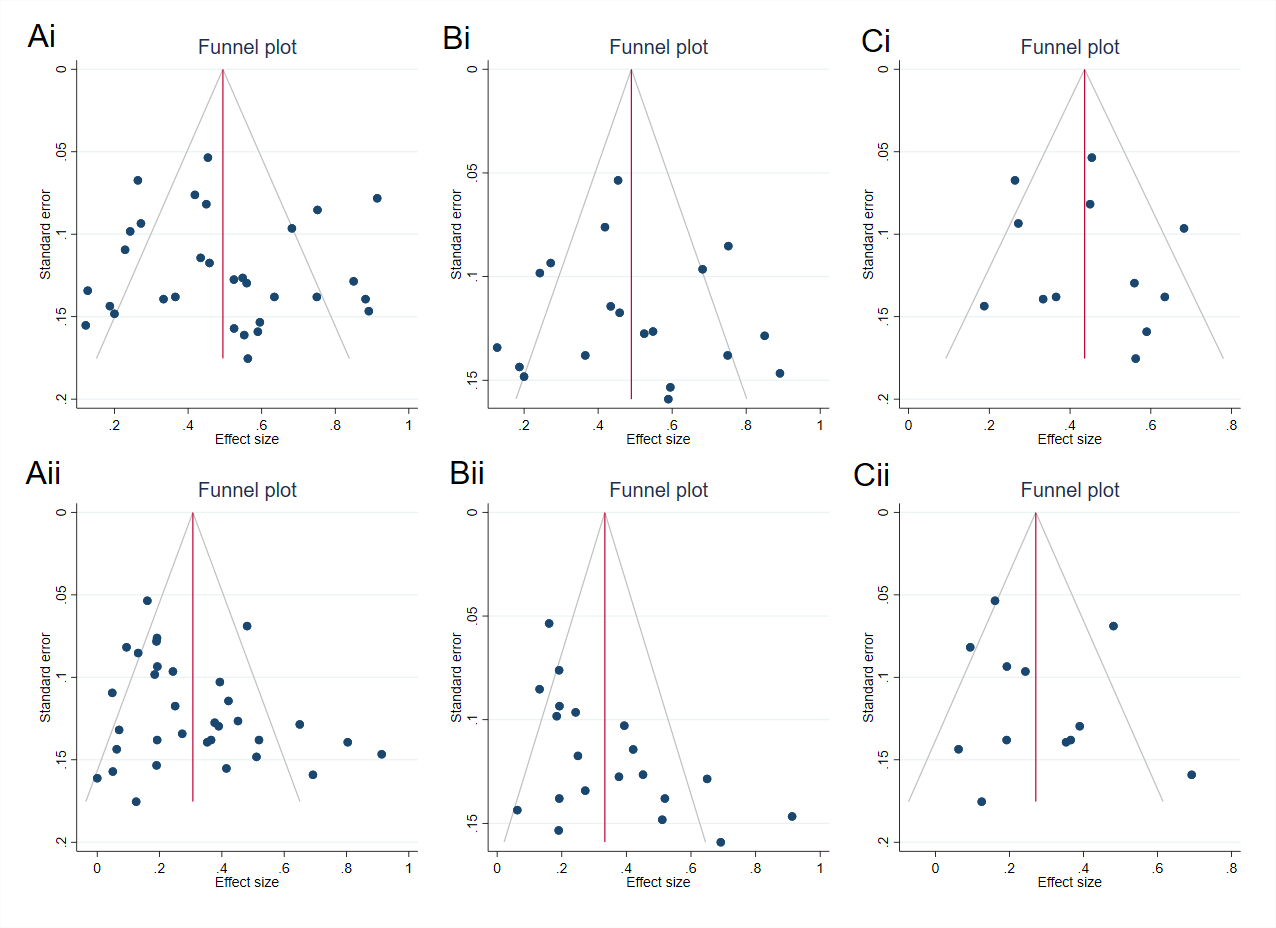 Ai
Funnel plot
0
.05
.1
.15
.2
Standard error
.2
.4
.6
.8
1
Effect size
Bi
Funnel plot
0
.05
.1
.15
Standard error
.2
.4
.6
.8
1
Effect size
Ci
Funnel plot
0
.05
.1
.15
.2
Standard error
0
.2
.4
.6
.8
Effect size
Aii
Funnel plot
0
.05
.1
.15
.2
Standard error
0
.2
.4
.6
.8
1
Effect size
Bii
Funnel plot
0
.05
.1
.15
Standard error
0
.2
.4
.6
.8
1
Effect size
Cii
Funnel plot
0
.05
.1
.15
.2
Standard error
0
.2
.4
.6
.8
Effect size